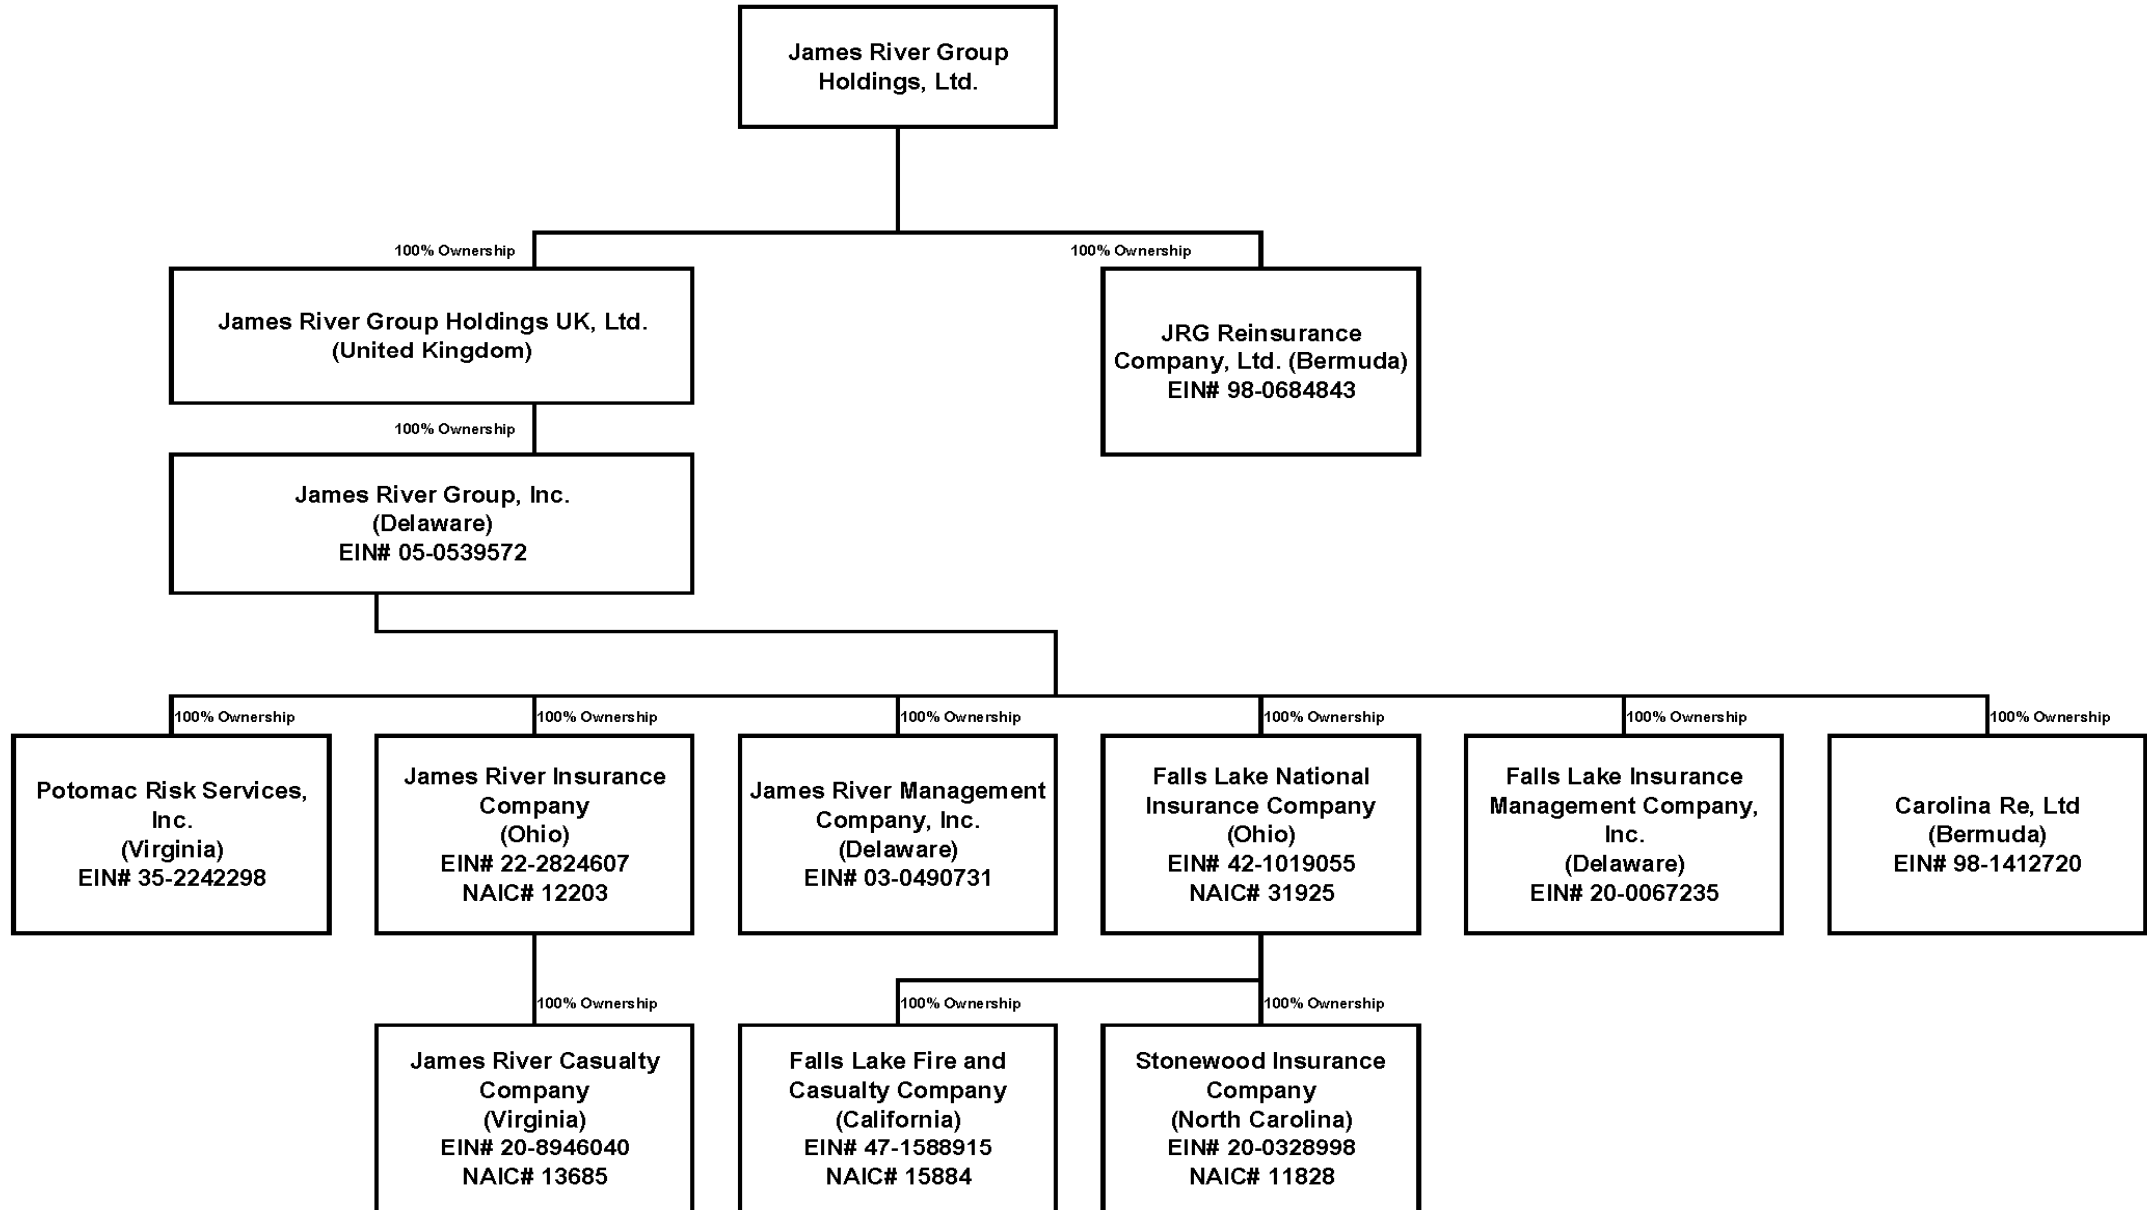 James River Group
Holdings, Ltd.
100% Ownership
100% Ownership
James River Group Holdings UK, Ltd.
(United Kingdom)
JRG Reinsurance
Company, Ltd. (Bermuda)
EIN# 98-0684843
100% Ownership
James River Group, Inc.
(Delaware)
EIN# 05-0539572
100% Ownership
100% Ownership
100% Ownership
100% Ownership
100% Ownership
100% Ownership
Potomac Risk Services,
Inc.
(Virginia)
EIN# 35-2242298
James River Insurance
Company
(Ohio)
EIN# 22-2824607
NAIC# 12203
James River Management
Company, Inc.
(Delaware)
EIN# 03-0490731
Falls Lake National
Insurance Company
(Ohio)
EIN# 42-1019055
NAIC# 31925
Falls Lake Insurance
Management Company,
Inc.
(Delaware)
EIN# 20-0067235
Carolina Re, Ltd
(Bermuda)
EIN# 98-1412720
100% Ownership
100% Ownership
100% Ownership
James River Casualty
Company
(Virginia)
EIN# 20-8946040
NAIC# 13685
Falls Lake Fire and
Casualty Company
(California)
EIN# 47-1588915
NAIC# 15884
Stonewood Insurance
Company
(North Carolina)
EIN# 20-0328998
NAIC# 11828